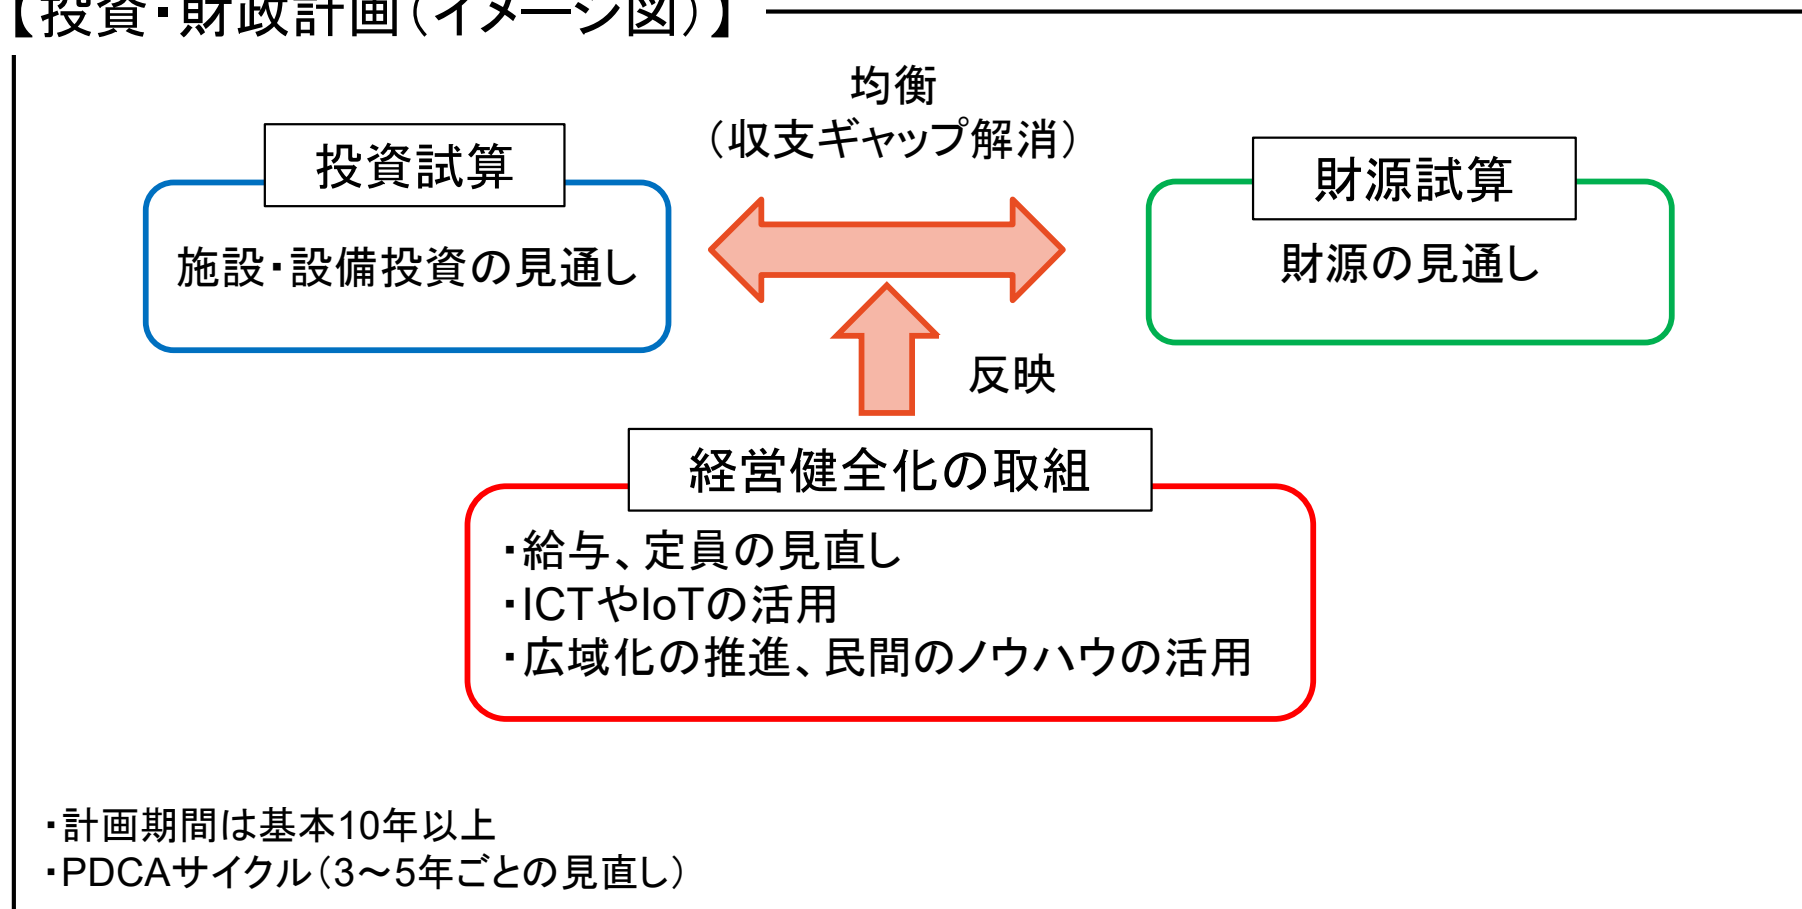 【投資・財政計画（イメージ図）】
均衡
（収支ギャップ解消）
投資試算
施設・設備投資の見通し
財源試算
財源の見通し
反映
経営健全化の取組
・給与、定員の見直し
・ICTやIoTの活用
・広域化の推進、民間のノウハウの活用
・計画期間は基本10年以上
・PDCAサイクル（3～5年ごとの見直し）